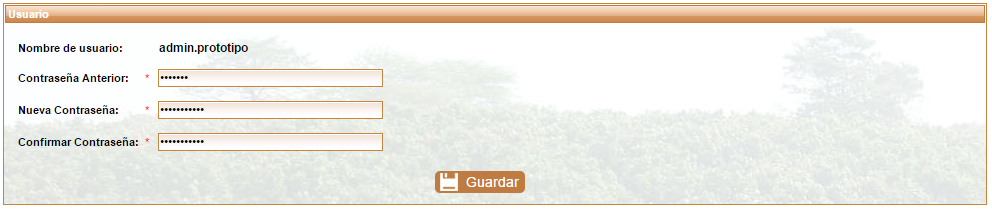 Usuario
Nombre de usuario: admin.prototipo
Contraseña Anterior: * •••••••
Nueva Contraseña: * •••••••••••
Confirmar Contraseña: * •••••••••••
Guardar